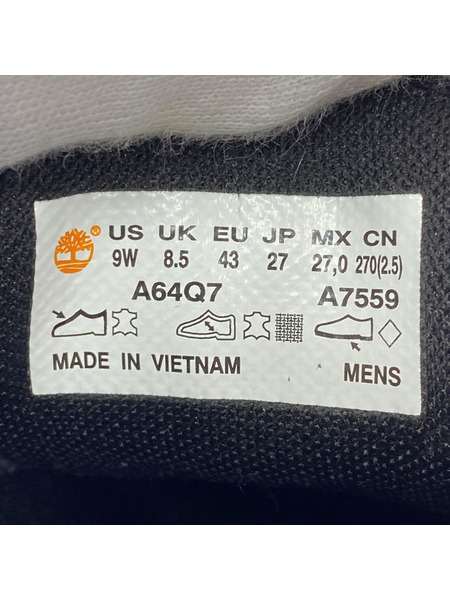 ® US UK EU JP MX CN
9W 8.5 43 27 27,0 270(2.5)
A64Q7 A7559
MADE IN VIETNAM MENS